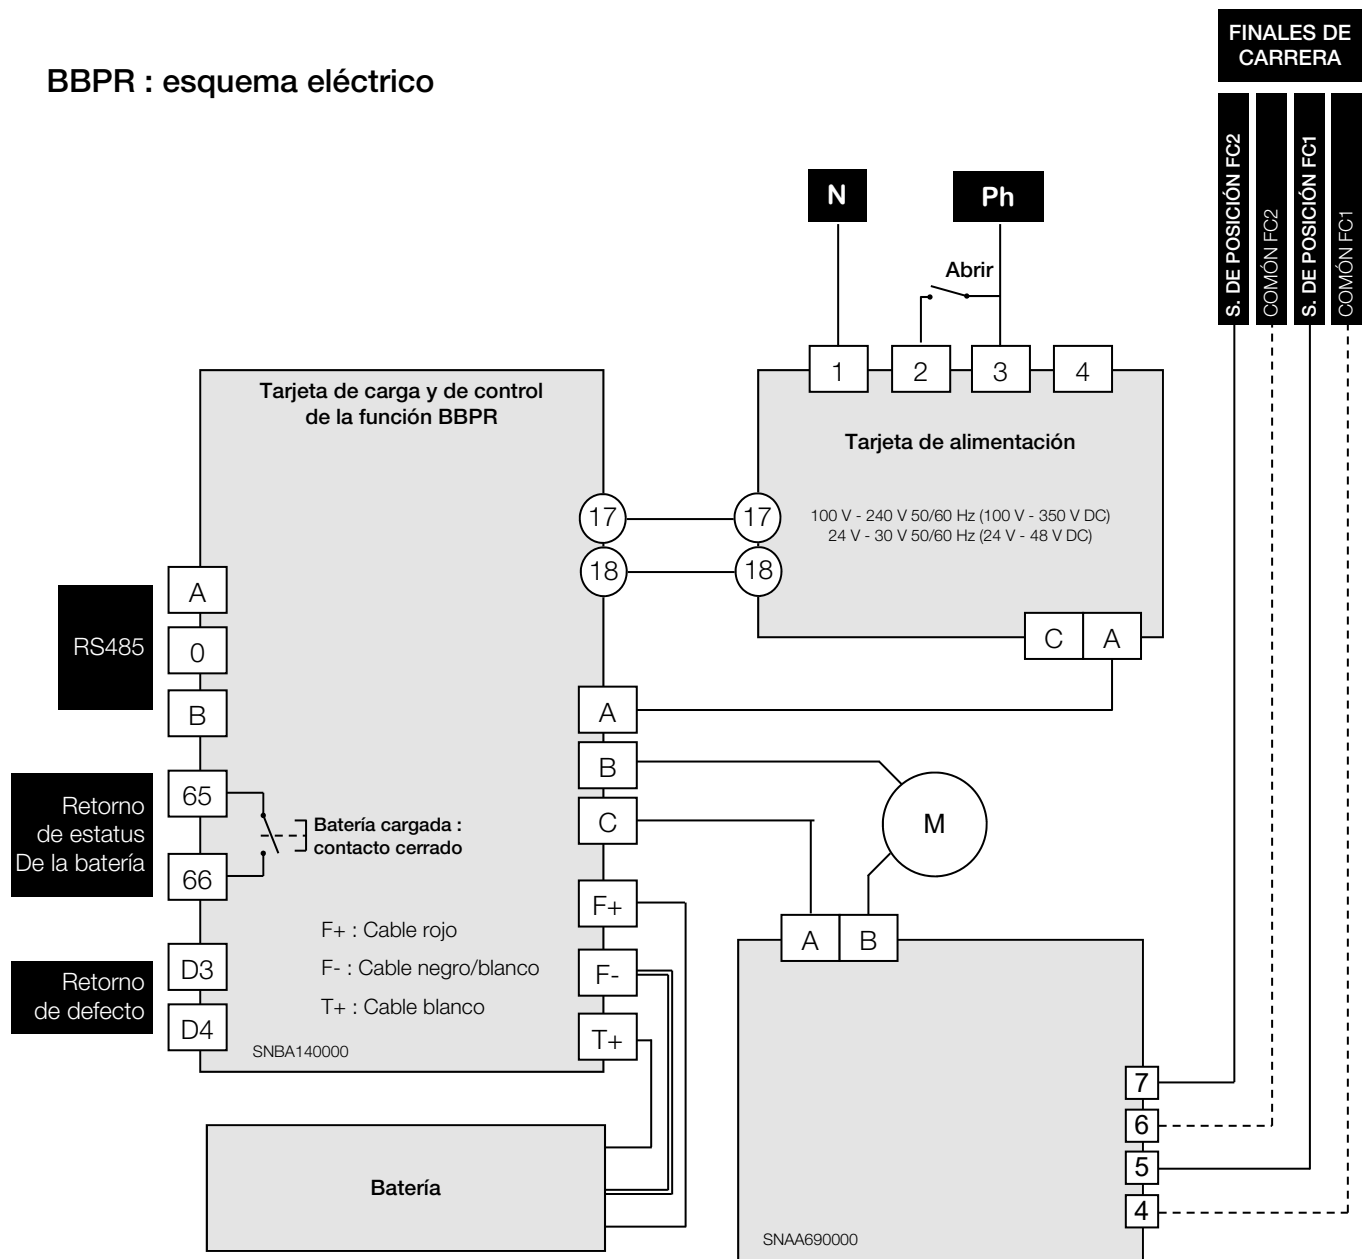 BBPR : esquema eléctrico
FINALES DE
CARRERA
S. DE POSICIÓN FC2
COMÓN FC2
S. DE POSICIÓN FC1
COMÓN FC1
N
Ph
Abrir
1
2
3
4
Tarjeta de alimentación
100 V - 240 V 50/60 Hz (100 V - 350 V DC)
24 V - 30 V 50/60 Hz (24 V - 48 V DC)
17
18
C
A
Tarjeta de carga y de control
de la función BBPR
17
18
RS485
A
0
B
Retorno
de estatus
De la batería
65
66
Batería cargada :
contacto cerrado
Retorno
de defecto
D3
D4
A
B
C
F+
F-
T+
F+ : Cable rojo
F- : Cable negro/blanco
T+ : Cable blanco
SNBA140000
M
Batería
A
B
7
6
5
4
SNAA690000